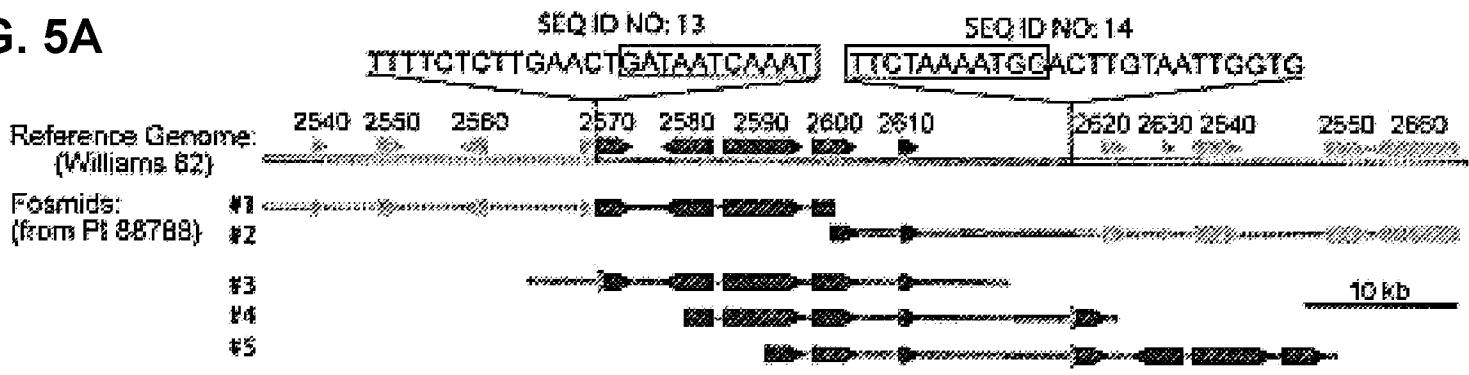 G. 5A
SEQ ID NO: 13
SEQ ID NO: 14
TTTTCTCTTGAACTGATAATCAAAT
TTCTAAAATGCACTTGTAATTGGTG
Reference Genome:
(Williams 82)
2540 2550 2560 2570 2580 2590 2600 2610 2620 2630 2640 2650 2660
Fosmids:
(from PI 88788)
#1
#2
#3
#4
#5
10 kb